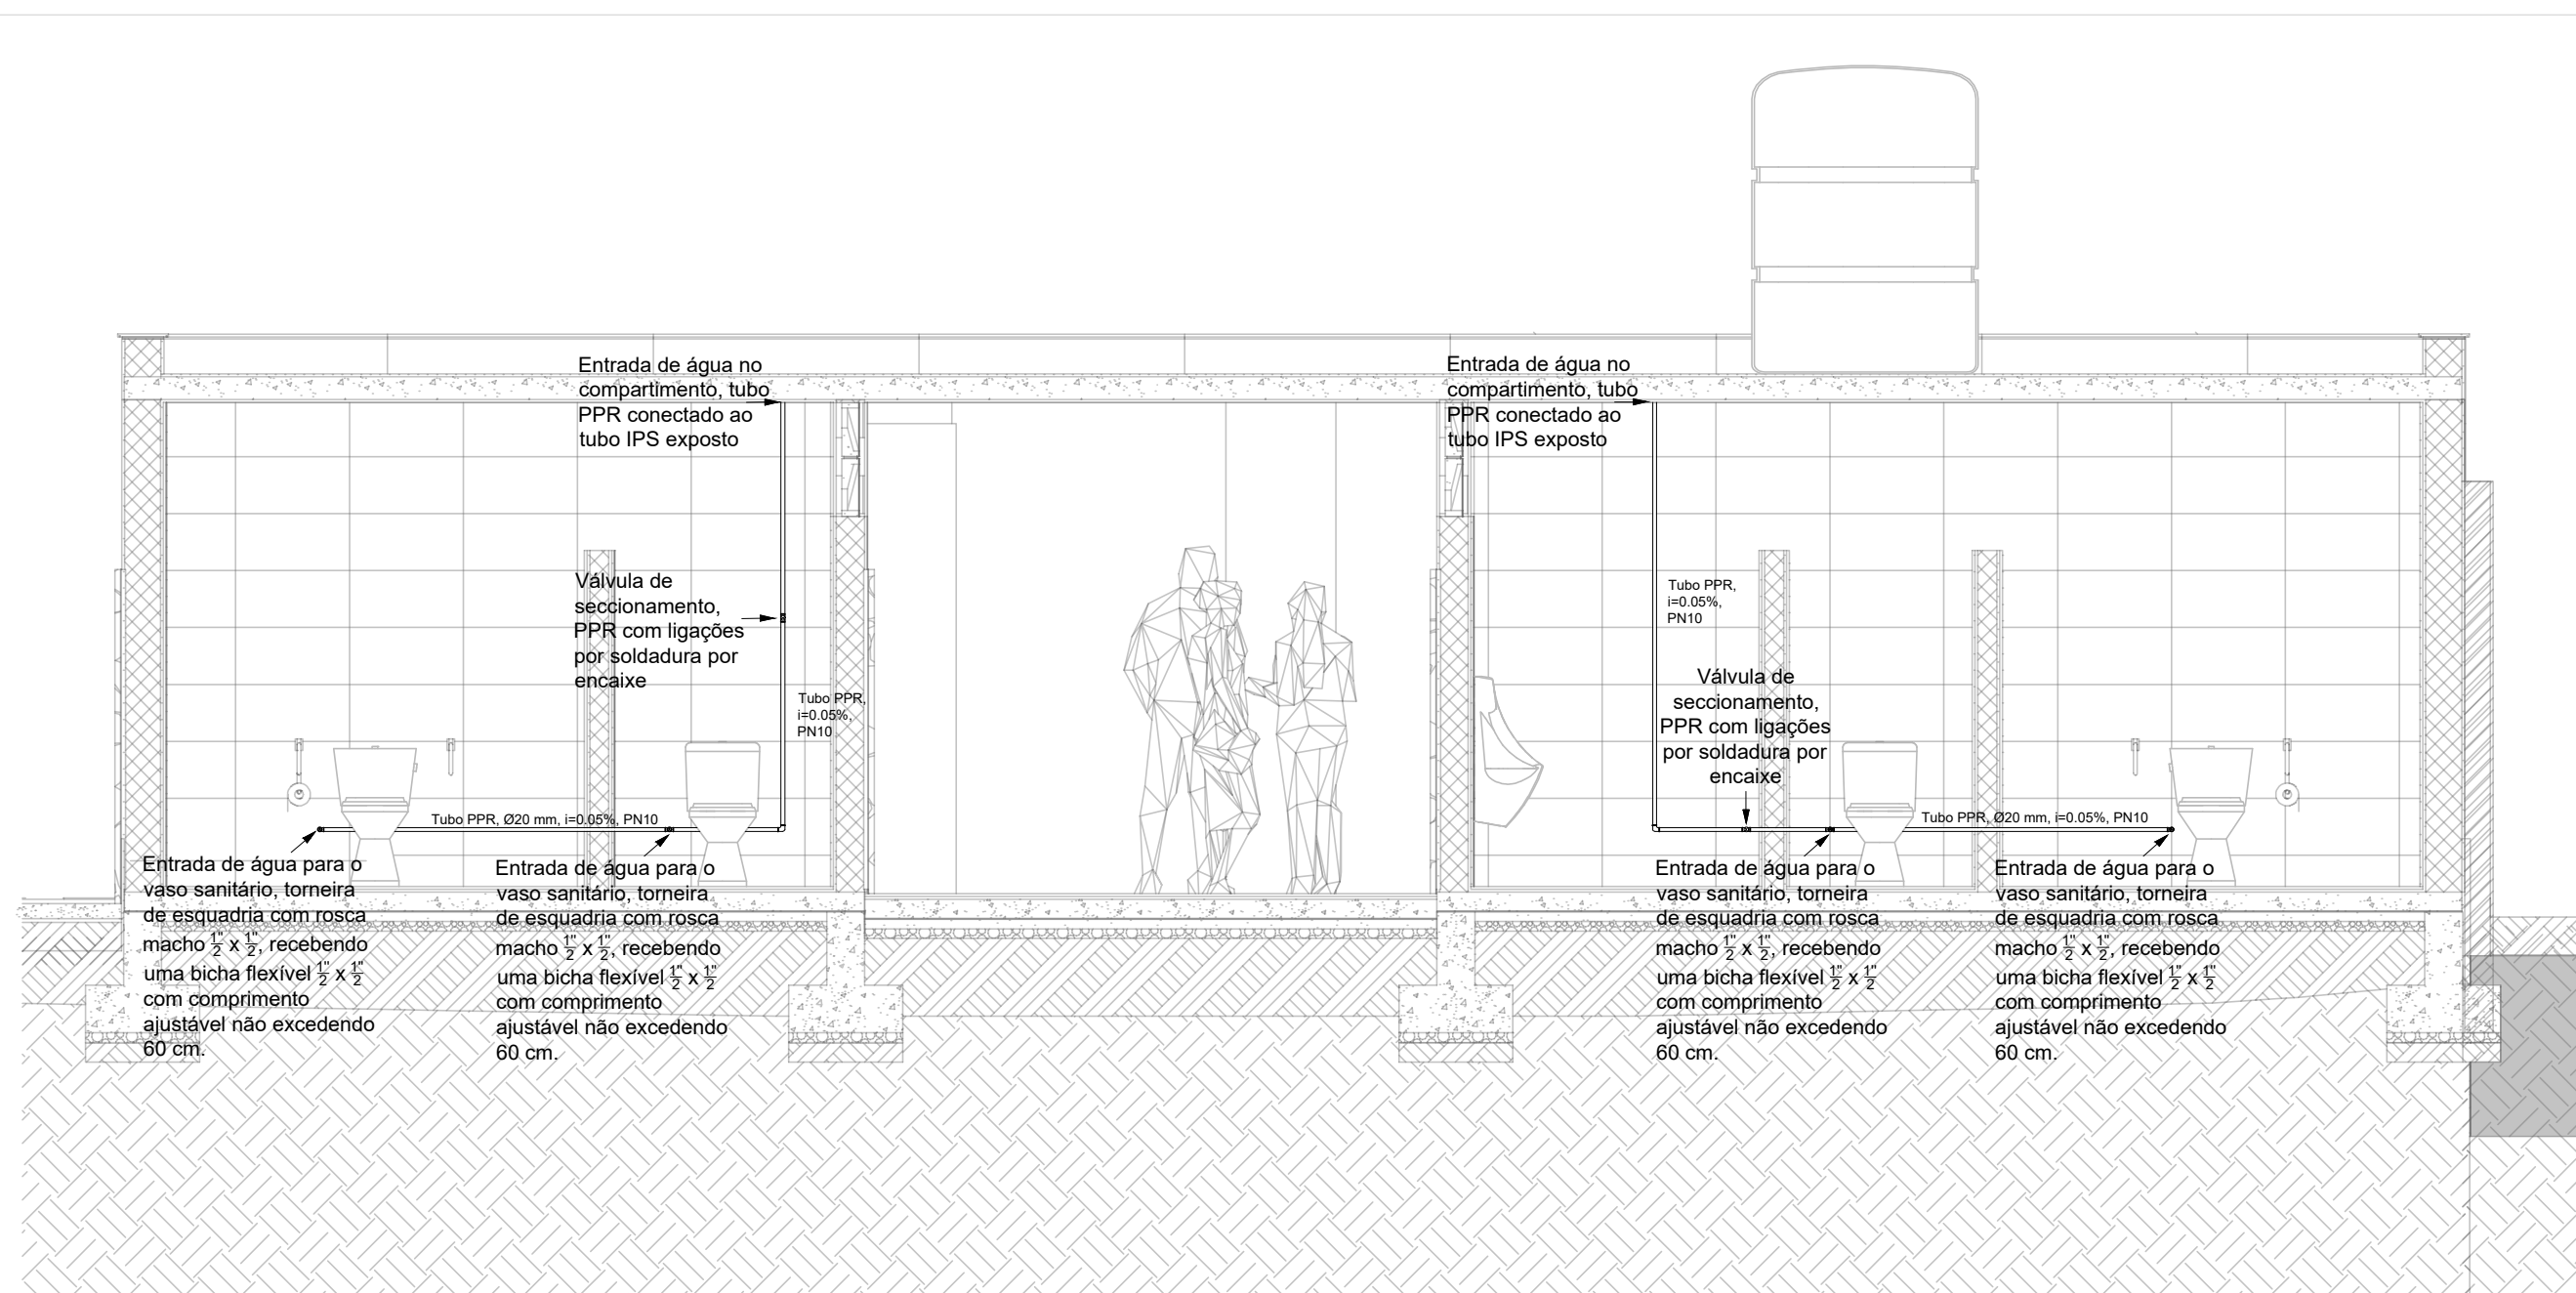 Entrada de água no
compartimento, tubo
PPR conectado ao
tubo IPS exposto
Entrada de água no
compartimento, tubo
PPR conectado ao
tubo IPS exposto
Válvula de
seccionamento,
PPR com ligações
por soldadura por
encaixe
Tubo PPR,
i=0.05%,
PN10
Tubo PPR,
i=0.05%,
PN10
Válvula de
seccionamento,
PPR com ligações
por soldadura por
encaixe
Tubo PPR, Ø20 mm, i=0.05%, PN10
Tubo PPR, Ø20 mm, i=0.05%, PN10
Entrada de água para o
vaso sanitário, torneira
de esquadria com rosca
macho 1"/2 x 1"/2, recebendo
uma bicha flexível 1"/2 x 1"/2
com comprimento
ajustável não excedendo
60 cm.
Entrada de água para o
vaso sanitário, torneira
de esquadria com rosca
macho 1"/2 x 1"/2, recebendo
uma bicha flexível 1"/2 x 1"/2
com comprimento
ajustável não excedendo
60 cm.
Entrada de água para o
vaso sanitário, torneira
de esquadria com rosca
macho 1"/2 x 1"/2, recebendo
uma bicha flexível 1"/2 x 1"/2
com comprimento
ajustável não excedendo
60 cm.
Entrada de água para o
vaso sanitário, torneira
de esquadria com rosca
macho 1"/2 x 1"/2, recebendo
uma bicha flexível 1"/2 x 1"/2
com comprimento
ajustável não excedendo
60 cm.